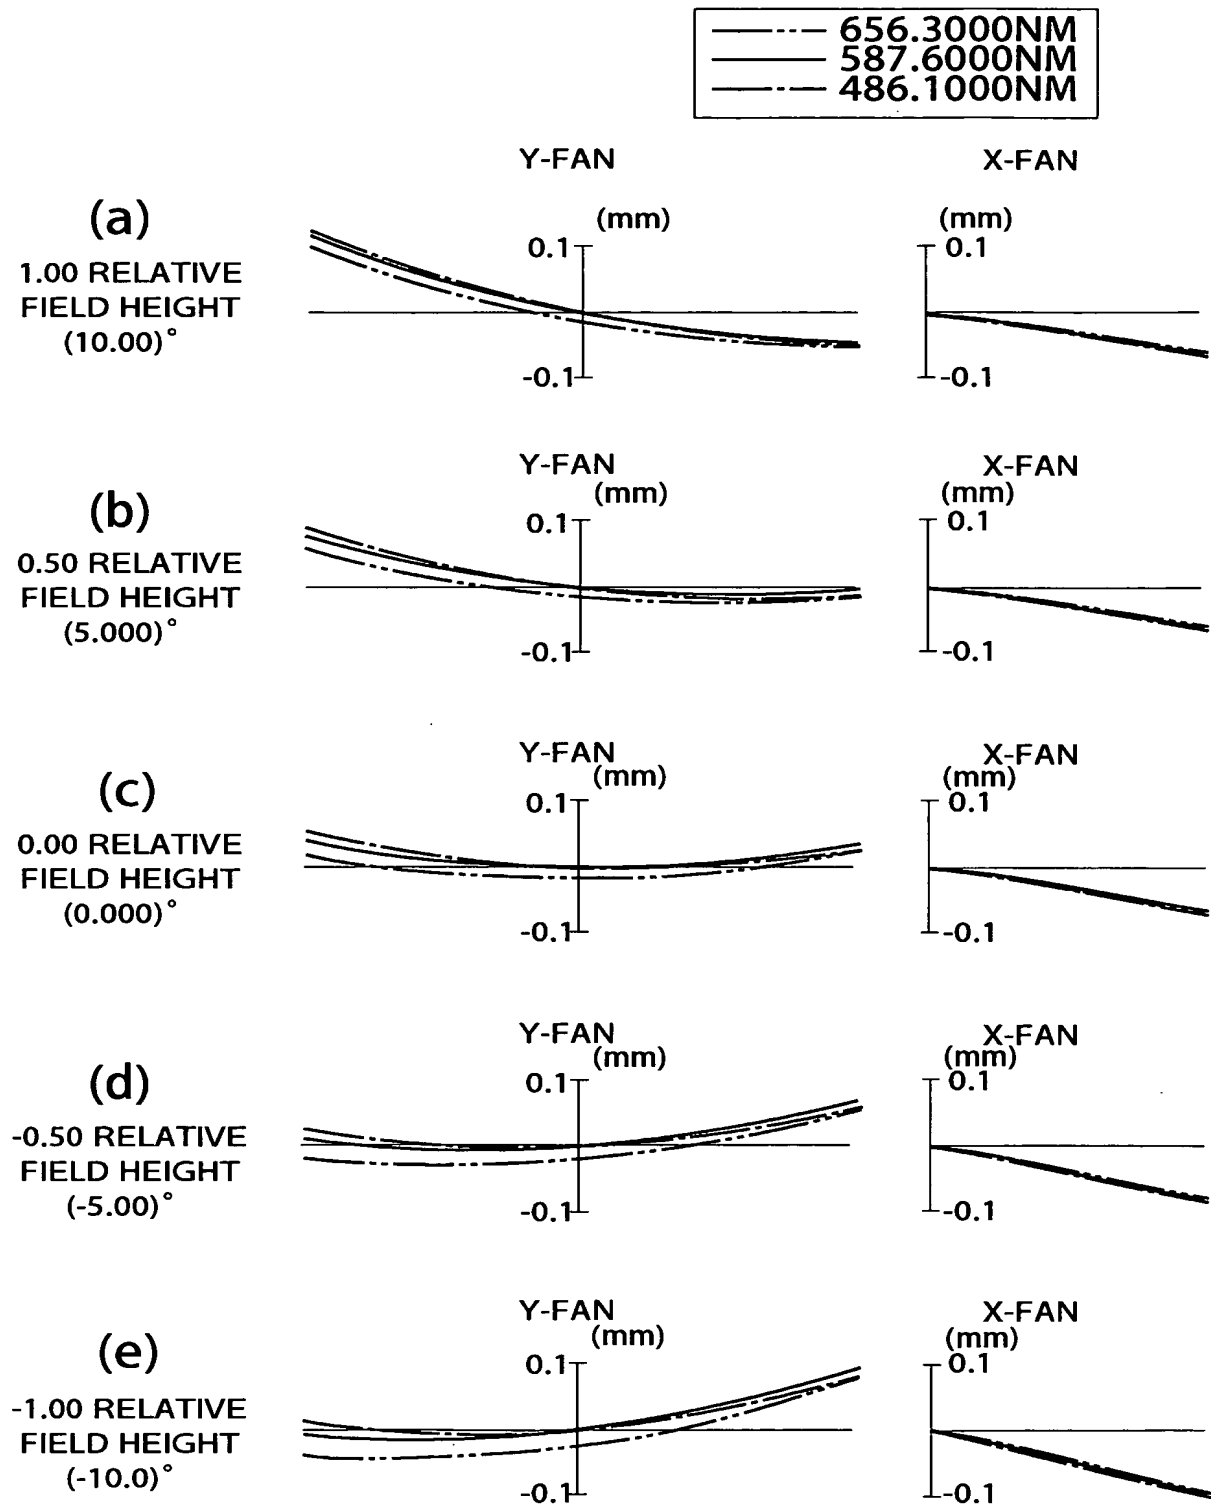 656.3000NM
587.6000NM
486.1000NM
Y-FAN X-FAN
(a)
1.00 RELATIVE
FIELD HEIGHT
(10.00)°
(mm) (mm)
0.1 0.1
-0.1 -0.1
Y-FAN X-FAN
(b)
0.50 RELATIVE
FIELD HEIGHT
(5.000)°
(mm) (mm)
0.1 0.1
-0.1 -0.1
Y-FAN X-FAN
(c)
0.00 RELATIVE
FIELD HEIGHT
(0.000)°
(mm) (mm)
0.1 0.1
-0.1 -0.1
Y-FAN X-FAN
(d)
-0.50 RELATIVE
FIELD HEIGHT
(-5.00)°
(mm) (mm)
0.1 0.1
-0.1 -0.1
Y-FAN X-FAN
(e)
-1.00 RELATIVE
FIELD HEIGHT
(-10.0)°
(mm) (mm)
0.1 0.1
-0.1 -0.1